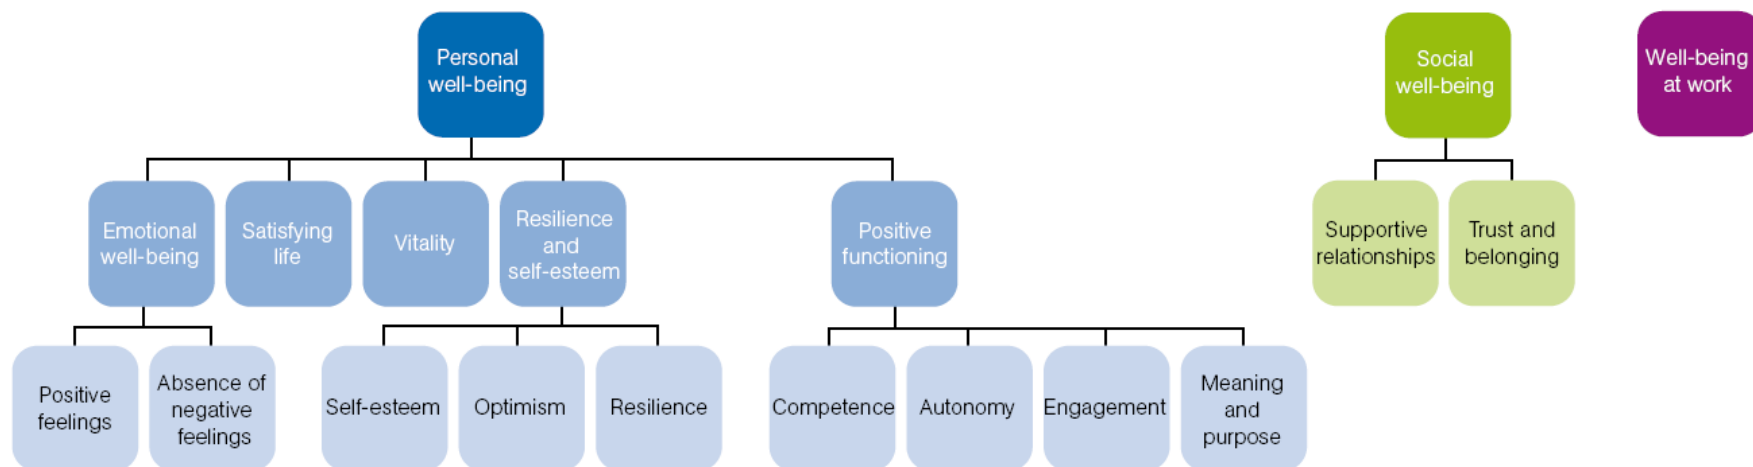 Personal
well-being
Social
well-being
Well-being
at work
Emotional
well-being
Satisfying
life
Vitality
Resilience
and
self-esteem
Positive
functioning
Supportive
relationships
Trust and
belonging
Positive
feelings
Absence of
negative
feelings
Self-esteem
Optimism
Resilience
Competence
Autonomy
Engagement
Meaning
and
purpose